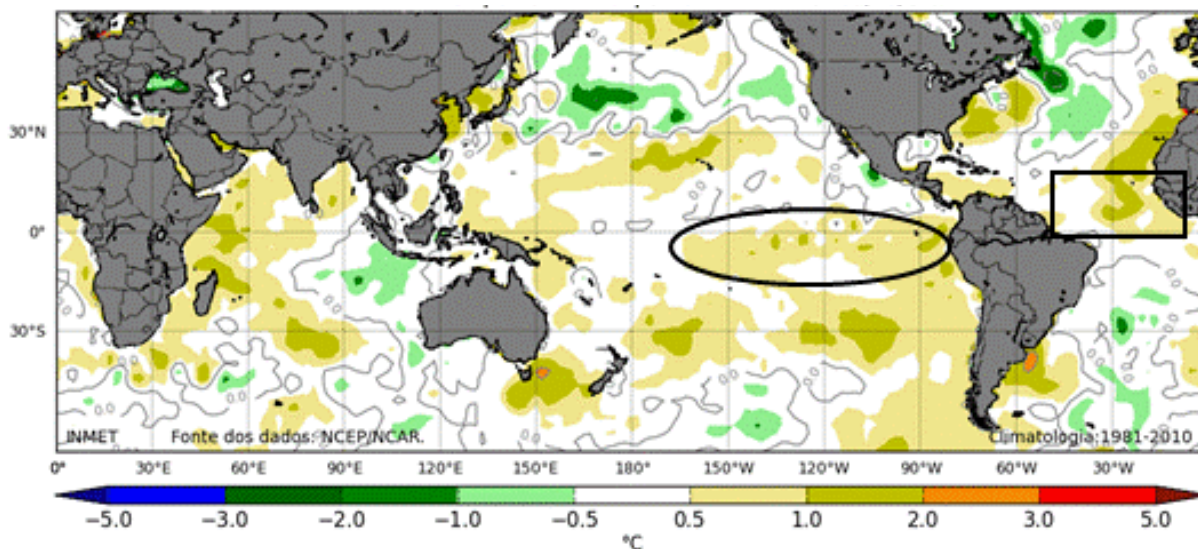 30°N
0°
30°S
INMET Fonte dos dados: NCEP/NCAR. Climatologia:1981-2010
0° 30°E 60°E 90°E 120°E 150°E 180° 150°W 120°W 90°W 60°W 30°W
−5.0 −3.0 −2.0 −1.0 −0.5 0.5 1.0 2.0 3.0 5.0
°C